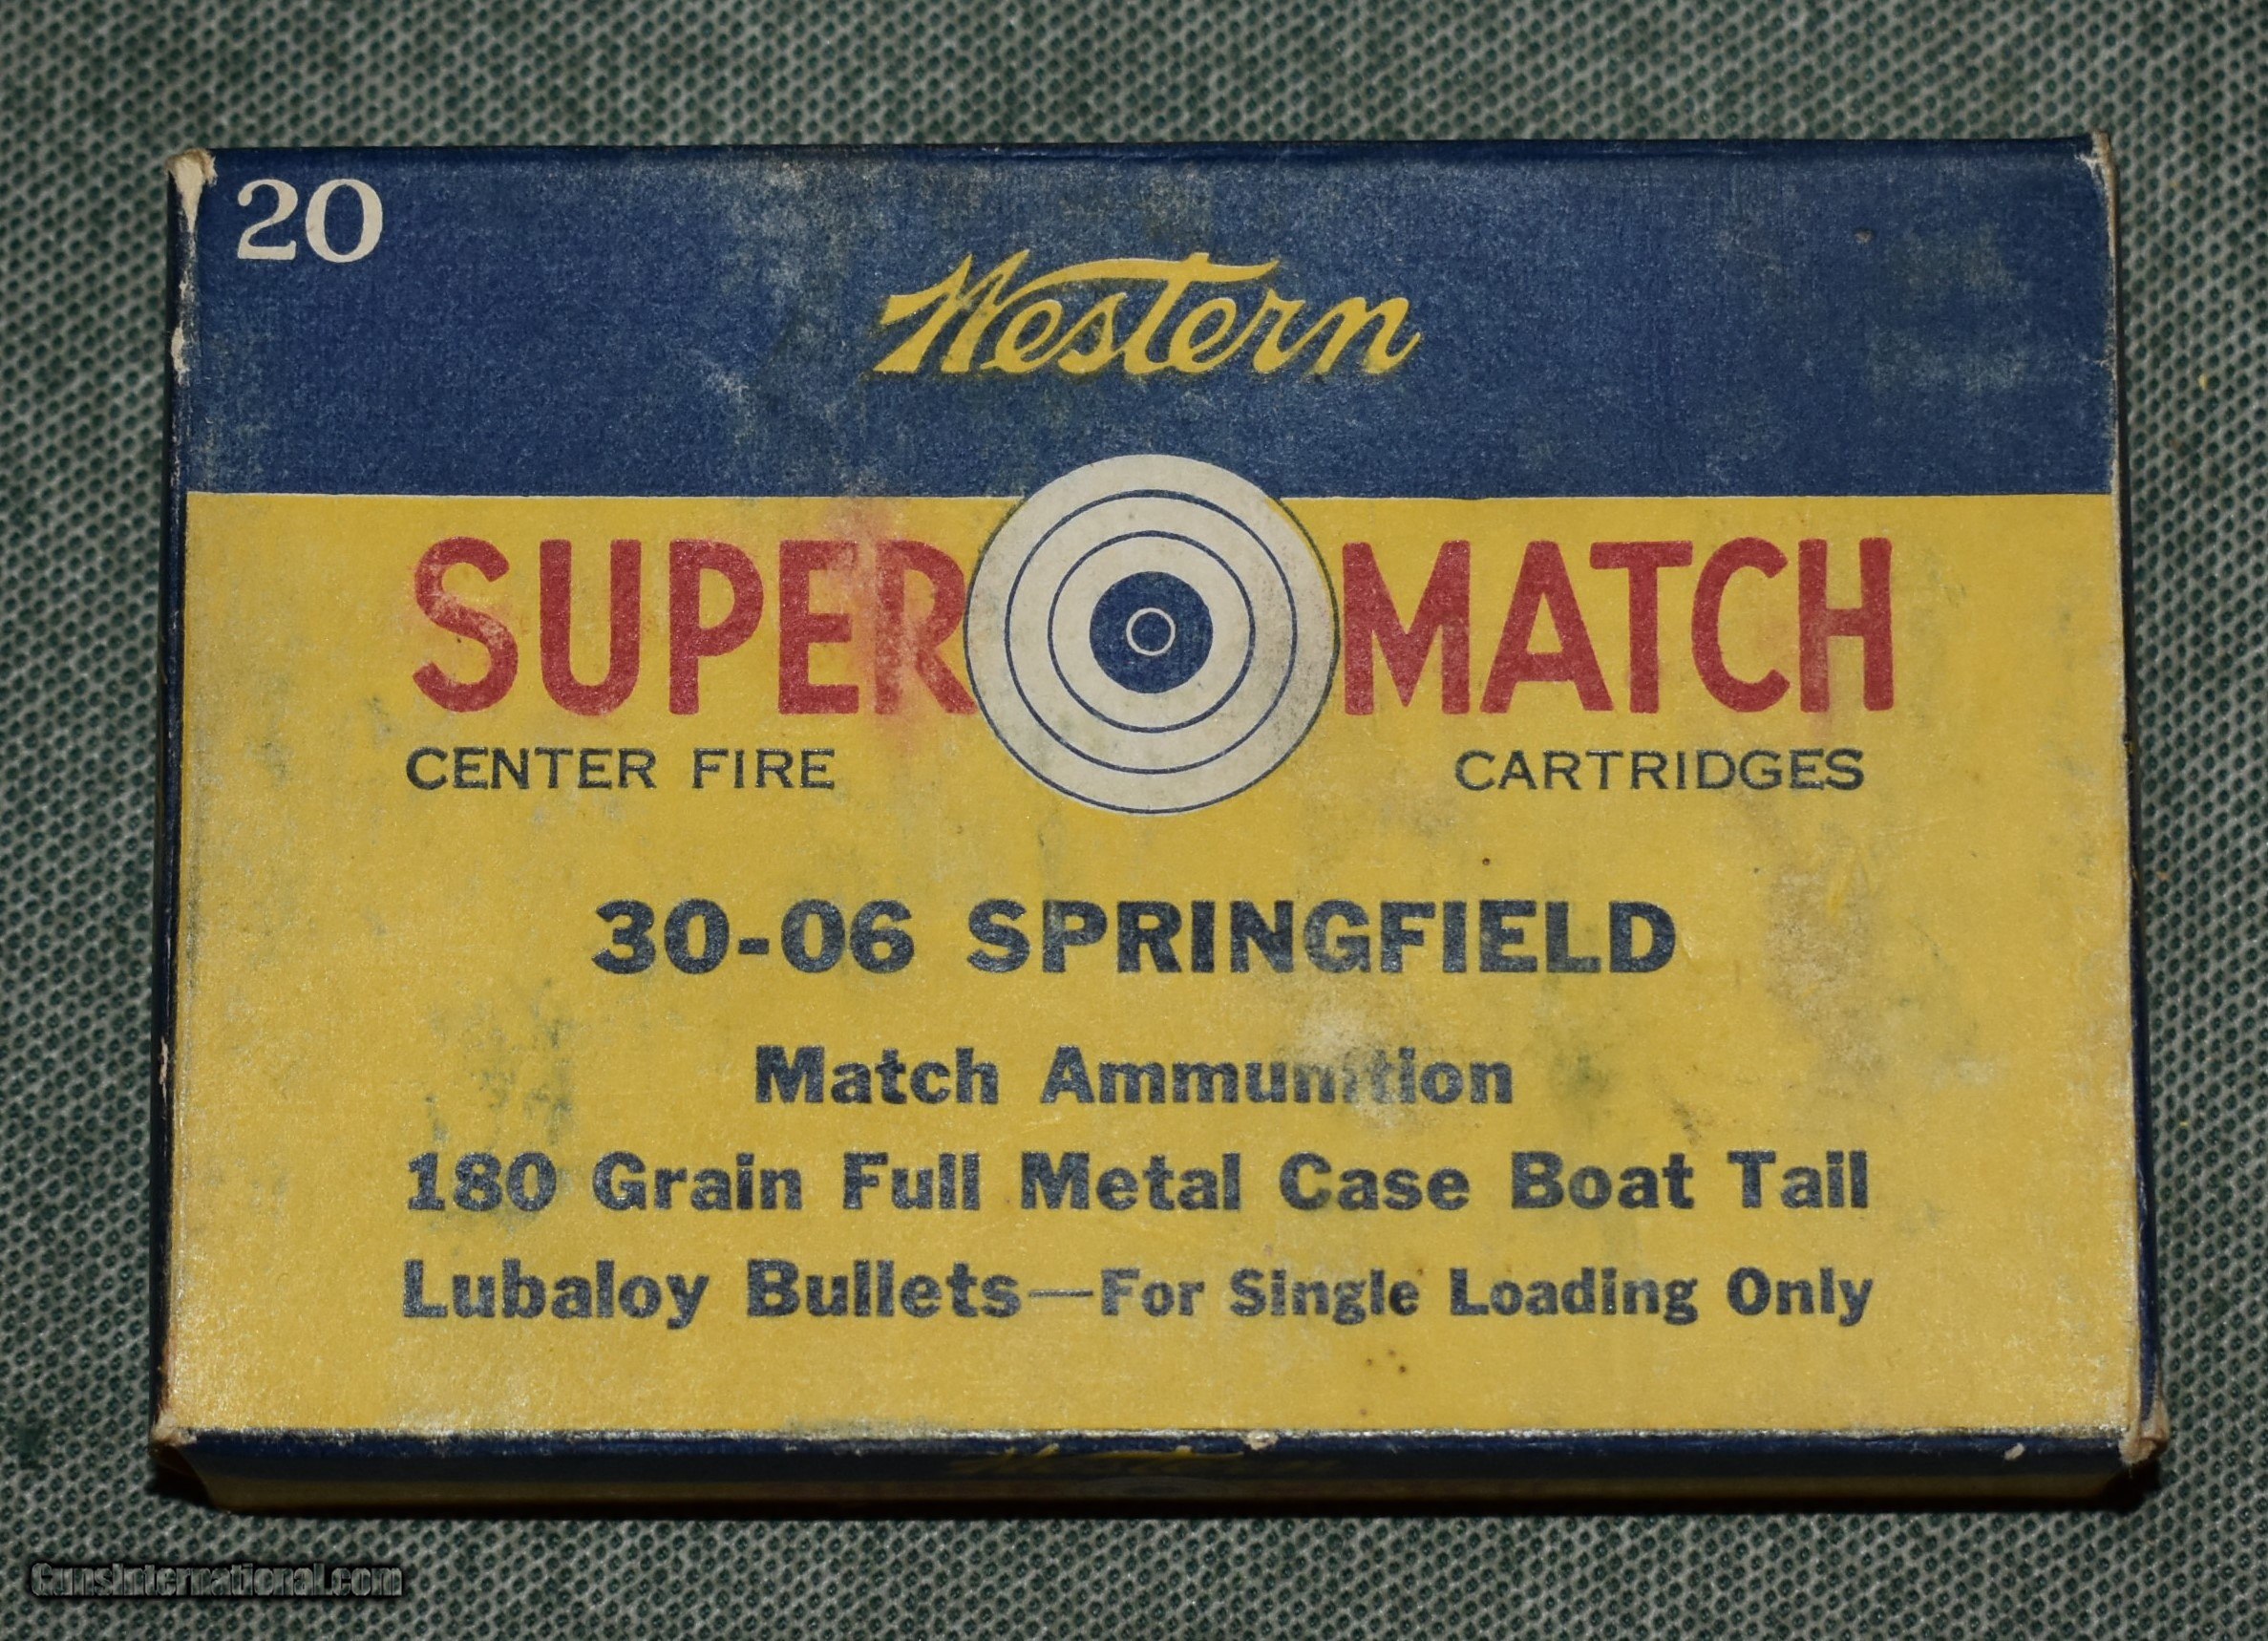 20
Western
SUPER MATCH
CENTER FIRE CARTRIDGES
30-06 SPRINGFIELD
Match Ammunition
180 Grain Full Metal Case Boat Tail
Lubaloy Bullets—For Single Loading Only
Western
GunsInternational.com